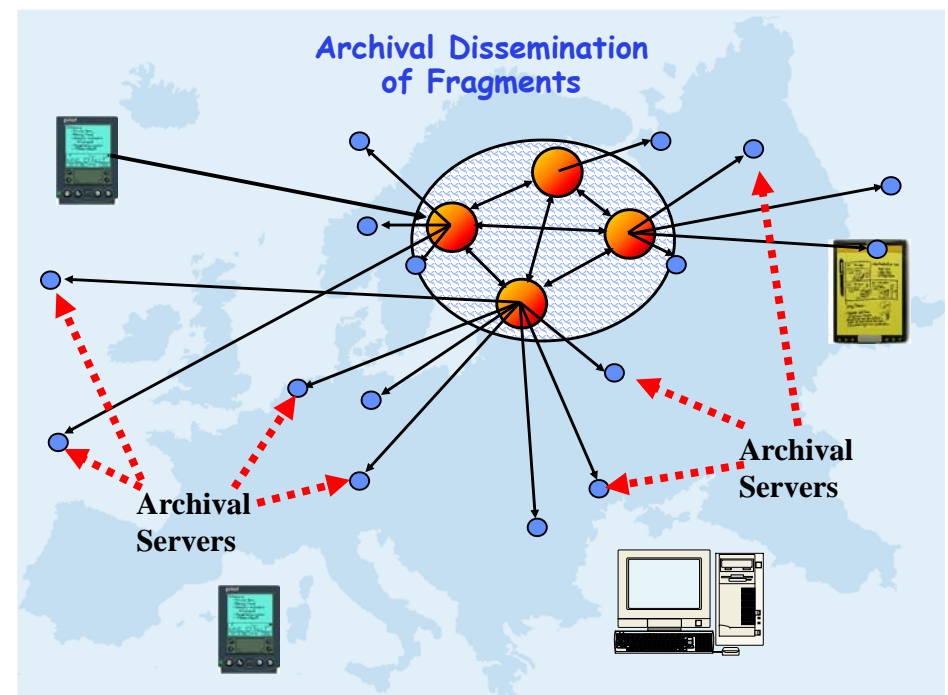 Archival Dissemination
of Fragments
Archival
Servers
Archival
Servers